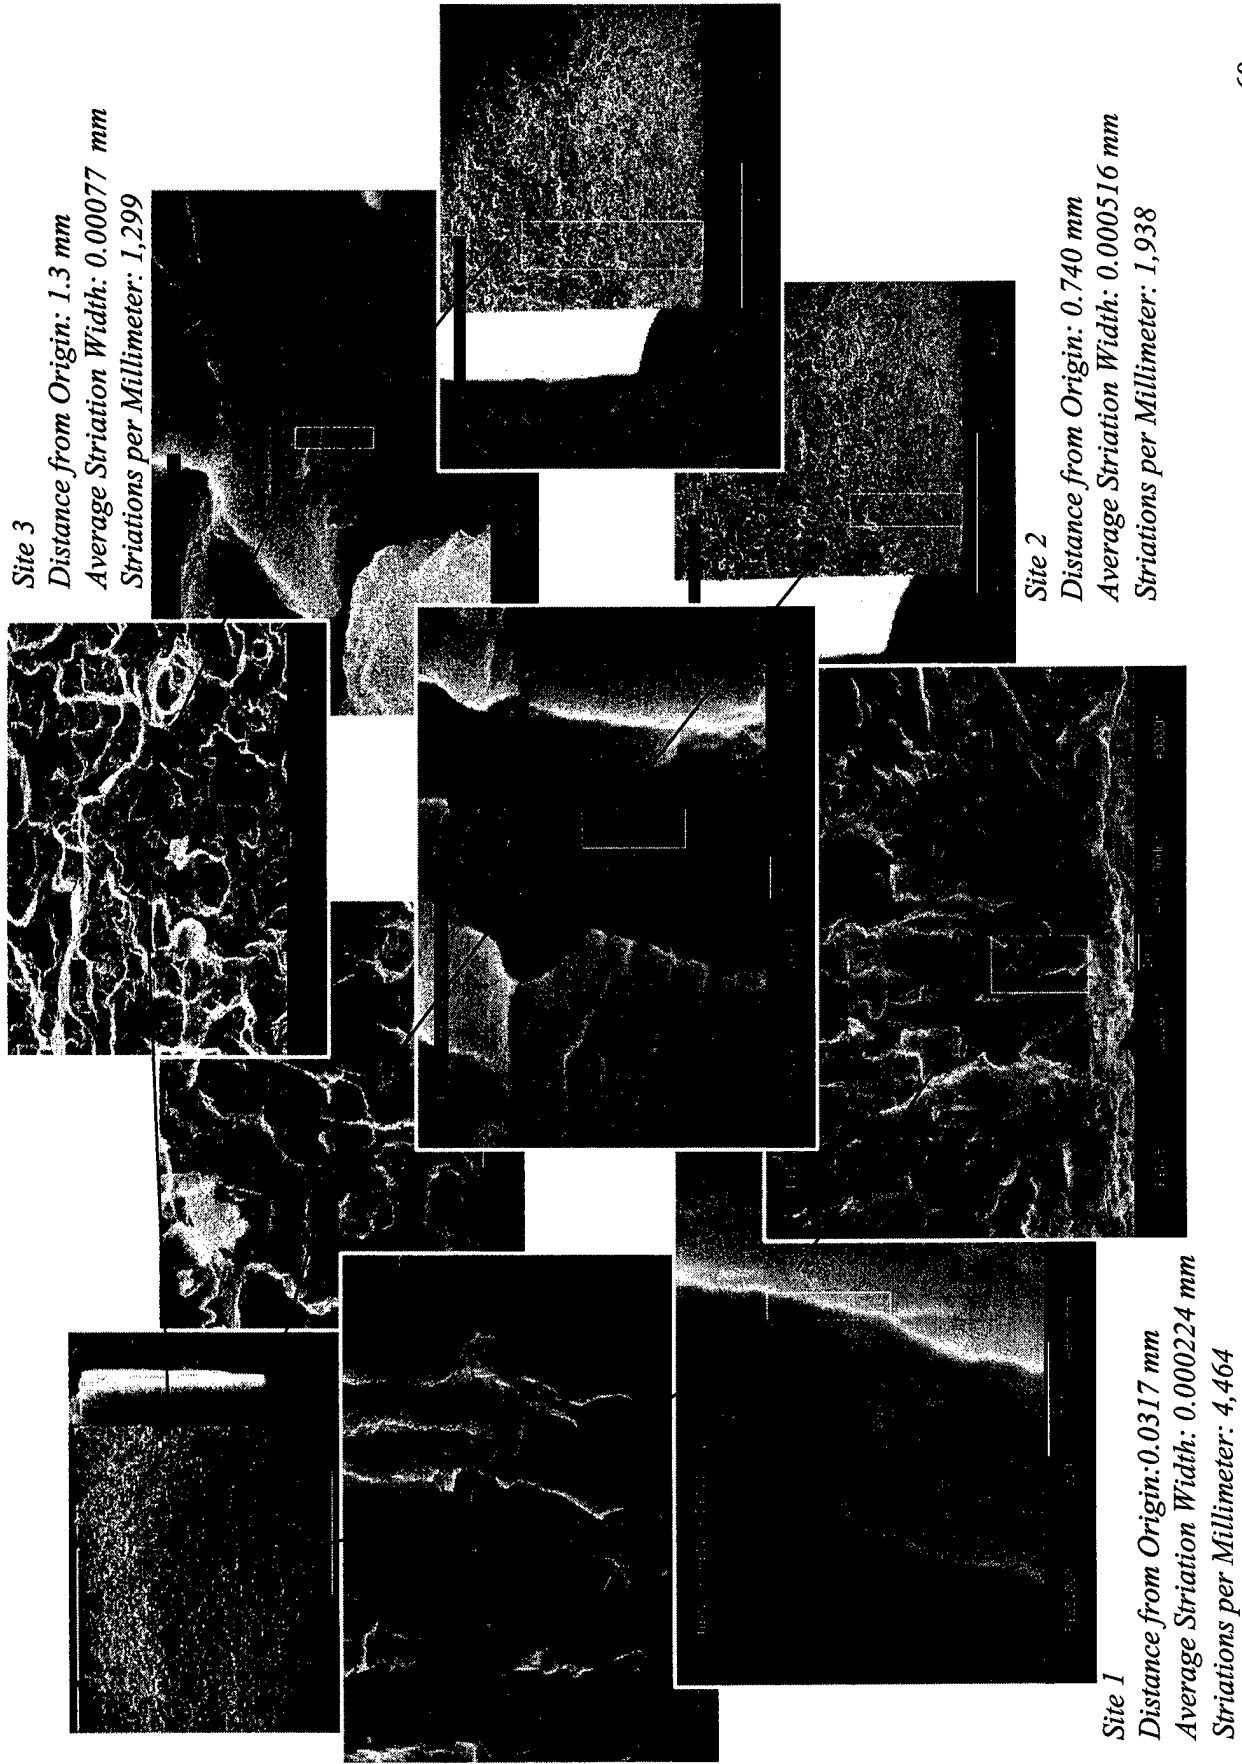 Site 3
Distance from Origin: 1.3 mm
Average Striation Width: 0.00077 mm
Striations per Millimeter: 1,299
Site 2
Distance from Origin: 0.740 mm
Average Striation Width: 0.000516 mm
Striations per Millimeter: 1,938
Site 1
Distance from Origin:0.0317 mm
Average Striation Width: 0.000224 mm
Striations per Millimeter: 4,464